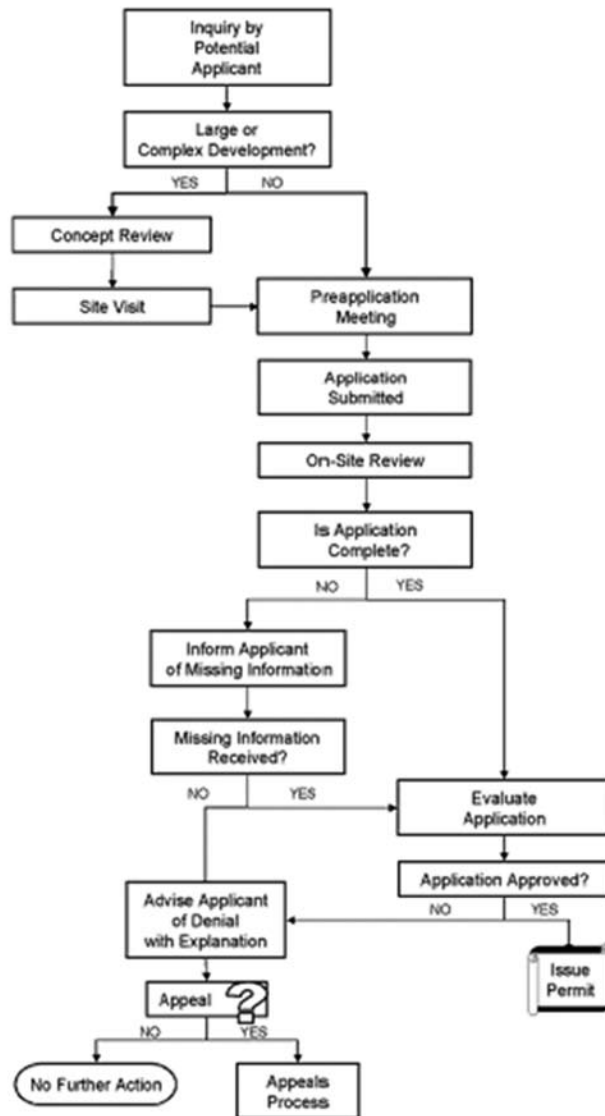 Inquiry by
Potential
Applicant
Large or
Complex Development?
YES NO
Concept Review
Site Visit
Preapplication
Meeting
Application
Submitted
On-Site Review
Is Application
Complete?
NO YES
Inform Applicant
of Missing Information
Missing Information
Received?
NO YES
Evaluate
Application
Application Approved?
NO YES
Advise Applicant
of Denial
with Explanation
Issue
Permit
Appeal ?
NO YES
No Further Action
Appeals
Process